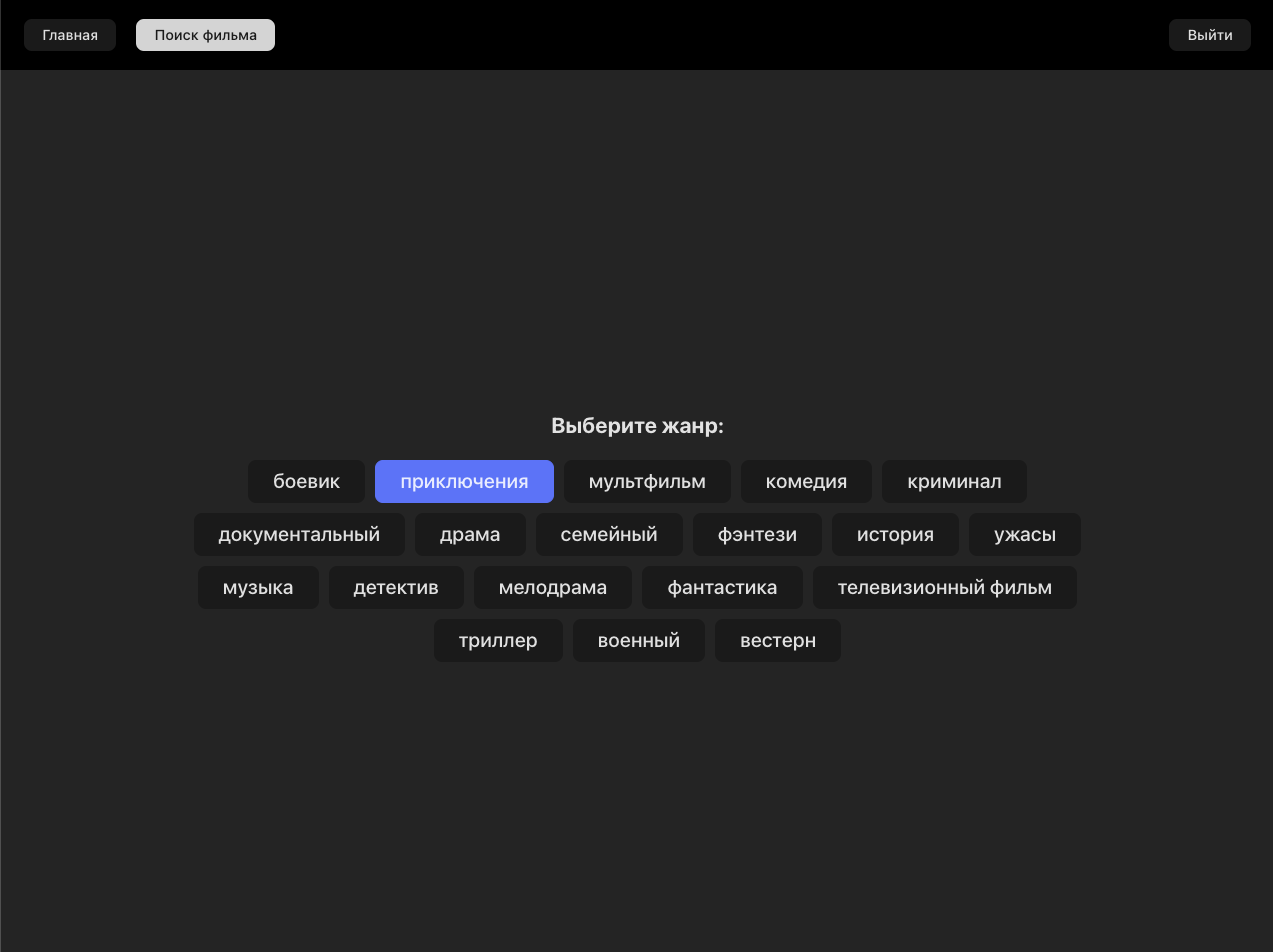 Главная Поиск фильма Выйти
Выберите жанр:
боевик приключения мультфильм комедия криминал
документальный драма семейный фэнтези история ужасы
музыка детектив мелодрама фантастика телевизионный фильм
триллер военный вестерн